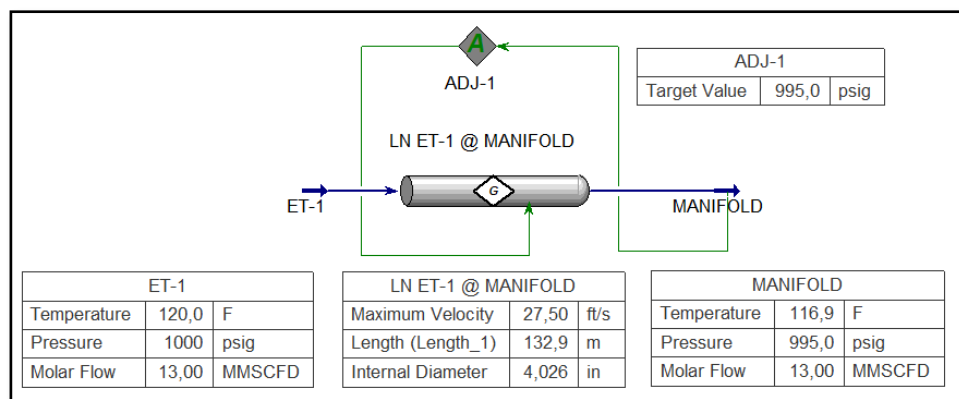 A
ADJ-1
ADJ-1
Target Value 995,0 psig
LN ET-1 @ MANIFOLD
G
ET-1
MANIFOLD
ET-1
Temperature 120,0 F
Pressure 1000 psig
Molar Flow 13,00 MMSCFD
LN ET-1 @ MANIFOLD
Maximum Velocity 27,50 ft/s
Length (Length_1) 132,9 m
Internal Diameter 4,026 in
MANIFOLD
Temperature 116,9 F
Pressure 995,0 psig
Molar Flow 13,00 MMSCFD